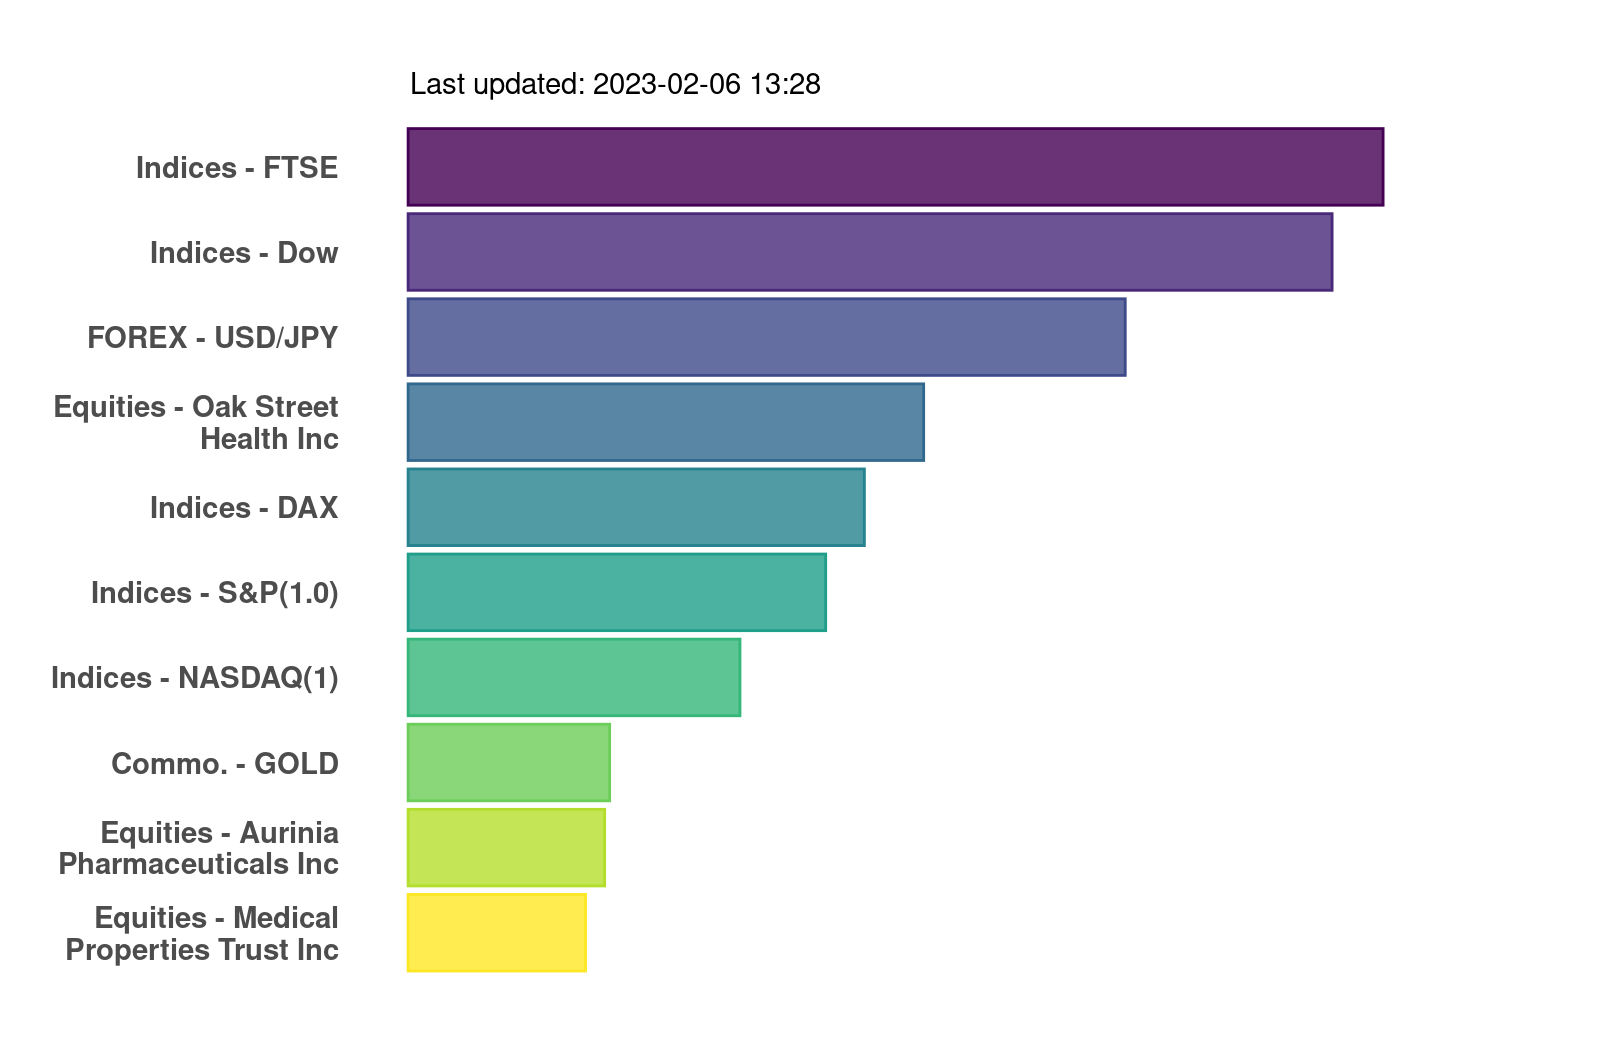 Last updated: 2023-02-06 13:28
Indices - FTSE
Indices - Dow
FOREX - USD/JPY
Equities - Oak Street
Health Inc
Indices - DAX
Indices - S&P(1.0)
Indices - NASDAQ(1)
Commo. - GOLD
Equities - Aurinia
Pharmaceuticals Inc
Equities - Medical
Properties Trust Inc